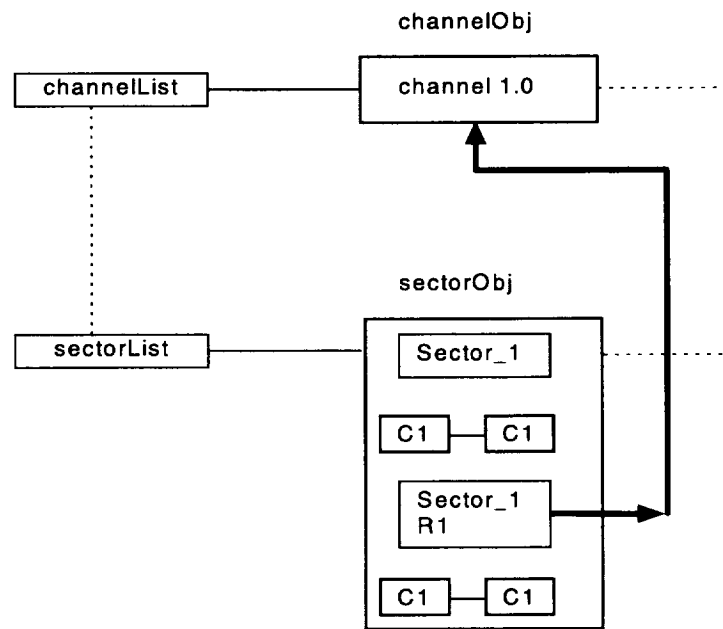 channelObj
channelList
channel 1.0
sectorObj
sectorList
Sector_1
C1 C1
Sector_1
R1
C1 C1